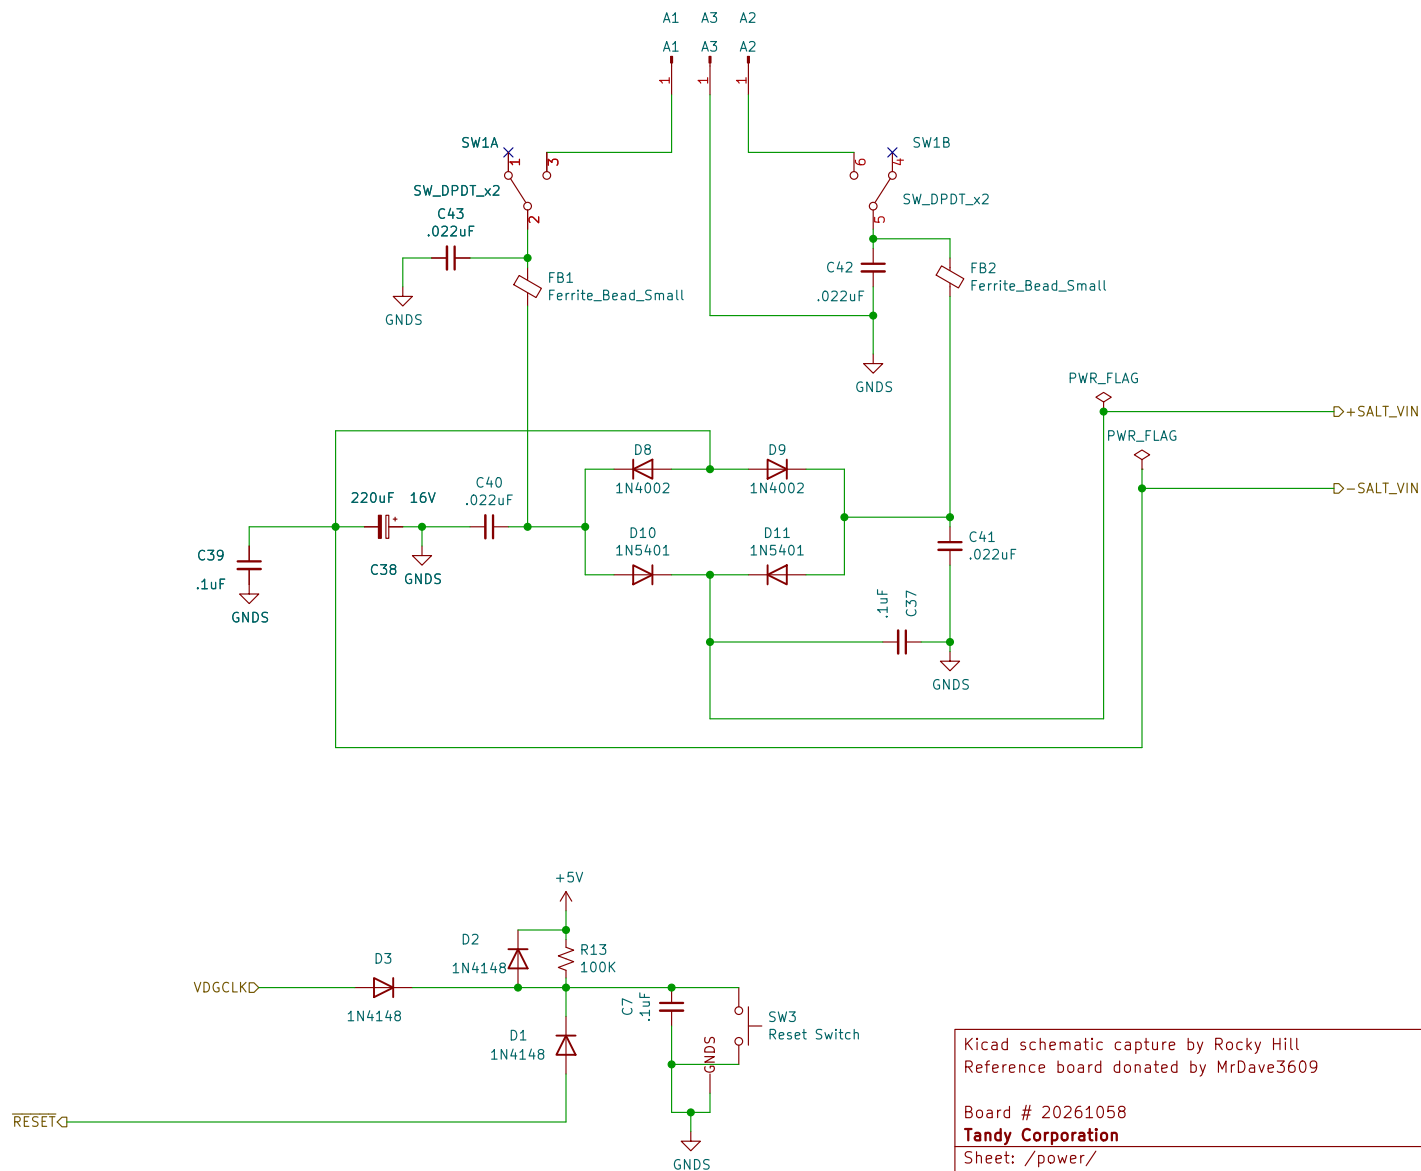 A1 A3 A2
A1 A3 A2
1 1 1
SW1A
1
3
SW_DPDT_x2
2
C43
.022uF
GNDS
FB1
Ferrite_Bead_Small
SW1B
6
4
SW_DPDT_x2
5
C42
.022uF
GNDS
FB2
Ferrite_Bead_Small
PWR_FLAG
+SALT_VIN
PWR_FLAG
-SALT_VIN
D8
1N4002
D9
1N4002
C40
.022uF
220uF 16V
+
C38
GNDS
C39
.1uF
GNDS
D10
1N5401
D11
1N5401
C41
.022uF
.1uF
C37
GNDS
+5V
D2
1N4148
R13
100K
D3
1N4148
VDGCLK
C7
.1uF
SW3
Reset Switch
D1
1N4148
GNDS
RESET
GNDS
Kicad schematic capture by Rocky Hill
Reference board donated by MrDave3609
Board # 20261058
Tandy Corporation
Sheet: /power/